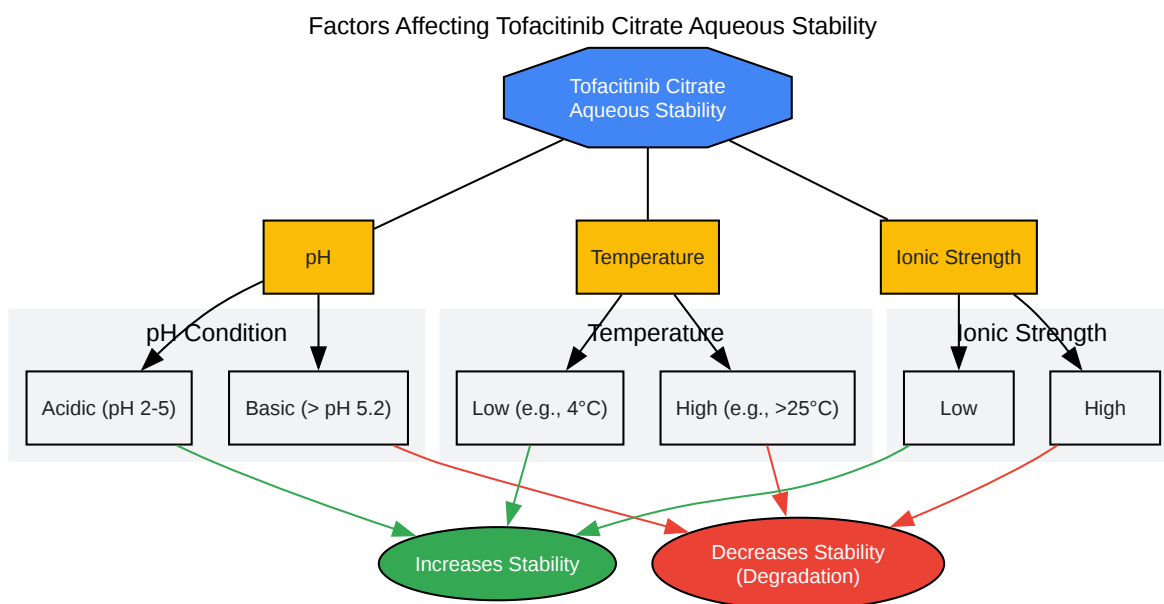 Factors Affecting Tofacitinib Citrate Aqueous Stability
Tofacitinib Citrate
Aqueous Stability
pH
Temperature
Ionic Strength
pH Condition
Temperature
Ionic Strength
Acidic (pH 2-5)
Basic (> pH 5.2)
Low (e.g., 4°C)
High (e.g., >25°C)
Low
High
Increases Stability
Decreases Stability
(Degradation)